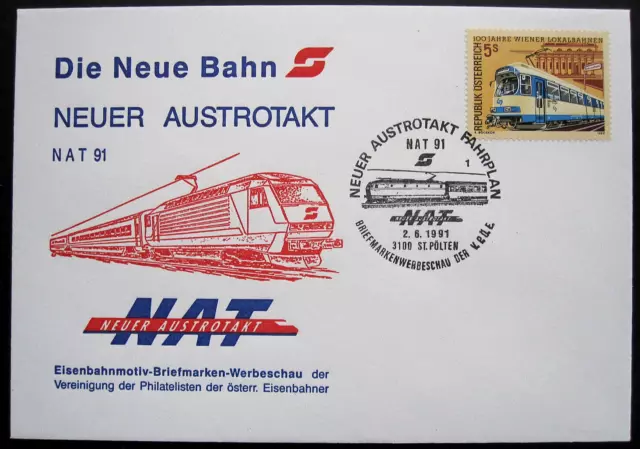 Die Neue Bahn
NEUER AUSTROTAKT
NAT 91
NAT
NEUER AUSTROTAKT
Eisenbahnmotiv-Briefmarken-Werbeschau der
Vereinigung der Philatelisten der österr. Eisenbahner
100 JAHRE WIENER LOKALBAHNEN
5S
REPUBLIK ÖSTERREICH
NEUER AUSTROTAKT FAHRPLAN
NAT 91
1
NAT
2.6.1991
3100 ST.PÖLTEN
BRIEFMARKENWERBESCHAU DER